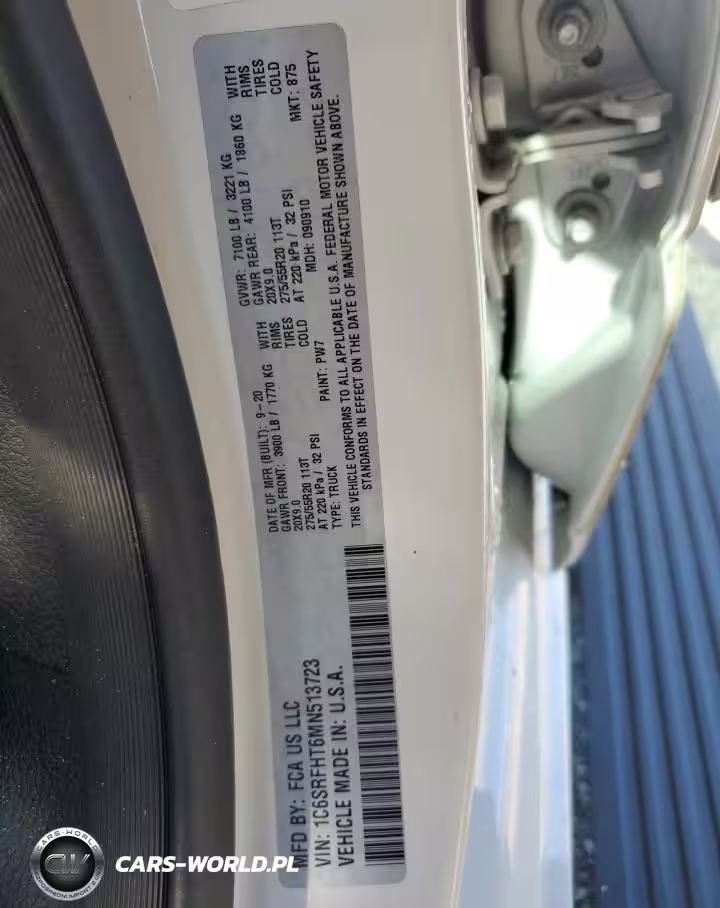 MFD BY: FCA US LLC
DATE OF MFR (BUILT): 9-20
GVWR: 7100 LB / 3221 KG
GAWR FRONT: 3900 LB / 1770 KG WITH
GAWR REAR: 4100 LB / 1860 KG WITH
20X9.0 RIMS
20X9.0 RIMS
275/55R20 113T TIRES
275/55R20 113T TIRES
AT 220 kPa / 32 PSI COLD
AT 220 kPa / 32 PSI COLD
TYPE: TRUCK
PAINT: PW7
MDH: 090910
MKT: 875
THIS VEHICLE CONFORMS TO ALL APPLICABLE U.S.A. FEDERAL MOTOR VEHICLE SAFETY
STANDARDS IN EFFECT ON THE DATE OF MANUFACTURE SHOWN ABOVE.
VIN: 1C6SRFHT6MN513723
VEHICLE MADE IN: U.S.A.
CARS-WORLD
CW
CARS-WORLD.PL